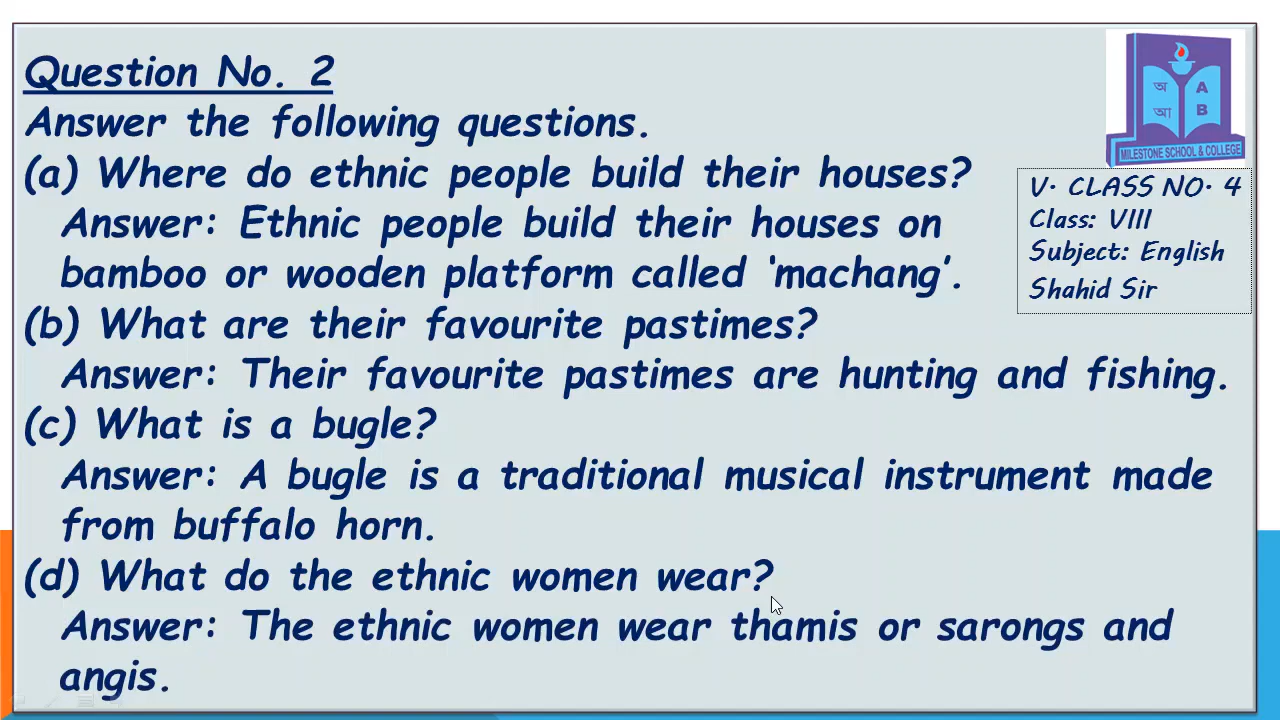 Question No. 2
Answer the following questions.
(a) Where do ethnic people build their houses?
Answer: Ethnic people build their houses on
bamboo or wooden platform called ‘machang’.
(b) What are their favourite pastimes?
Answer: Their favourite pastimes are hunting and fishing.
(c) What is a bugle?
Answer: A bugle is a traditional musical instrument made
from buffalo horn.
(d) What do the ethnic women wear?
Answer: The ethnic women wear thamis or sarongs and
angis.
অ A
আ B
MILESTONE SCHOOL & COLLEGE
V. CLASS NO. 4
Class: VIII
Subject: English
Shahid Sir